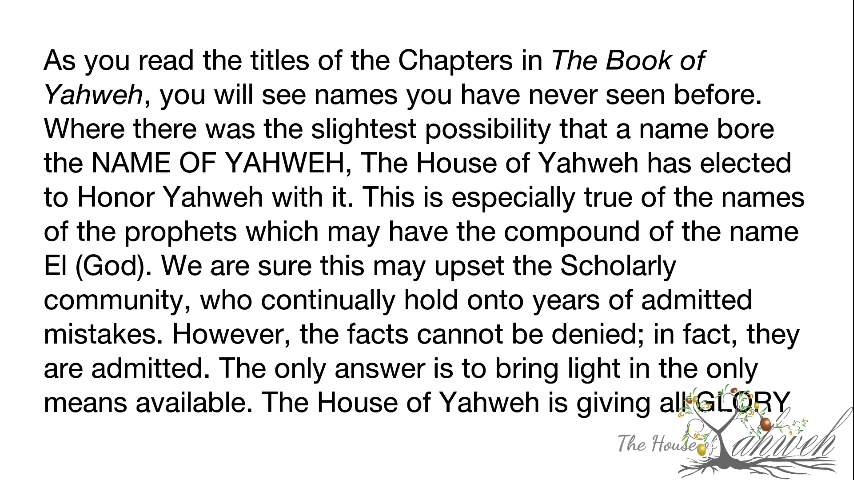 As you read the titles of the Chapters in The Book of
Yahweh, you will see names you have never seen before.
Where there was the slightest possibility that a name bore
the NAME OF YAHWEH, The House of Yahweh has elected
to Honor Yahweh with it. This is especially true of the names
of the prophets which may have the compound of the name
El (God). We are sure this may upset the Scholarly
community, who continually hold onto years of admitted
mistakes. However, the facts cannot be denied; in fact, they
are admitted. The only answer is to bring light in the only
means available. The House of Yahweh is giving all GLORY
The House of Yahweh